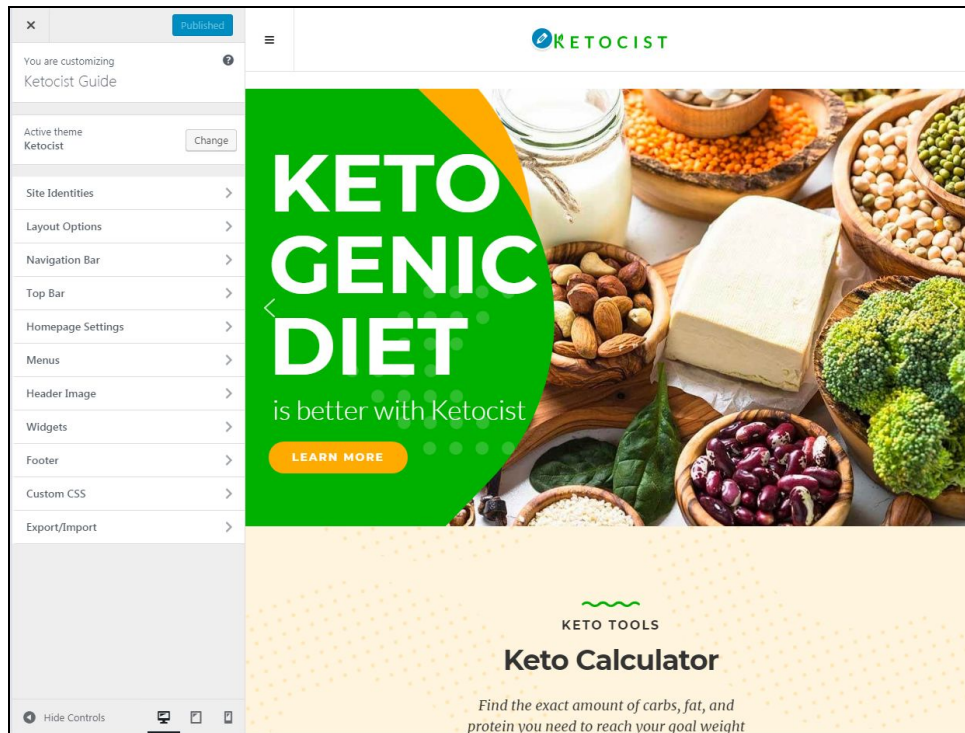 Published
You are customizing
Ketocist Guide
Active theme
Ketocist
Change
Site Identities
Layout Options
Navigation Bar
Top Bar
Homepage Settings
Menus
Header Image
Widgets
Footer
Custom CSS
Export/Import
Hide Controls
KETOCIST
KETO
GENIC
DIET
is better with Ketocist
LEARN MORE
KETO TOOLS
Keto Calculator
Find the exact amount of carbs, fat, and
protein you need to reach your goal weight